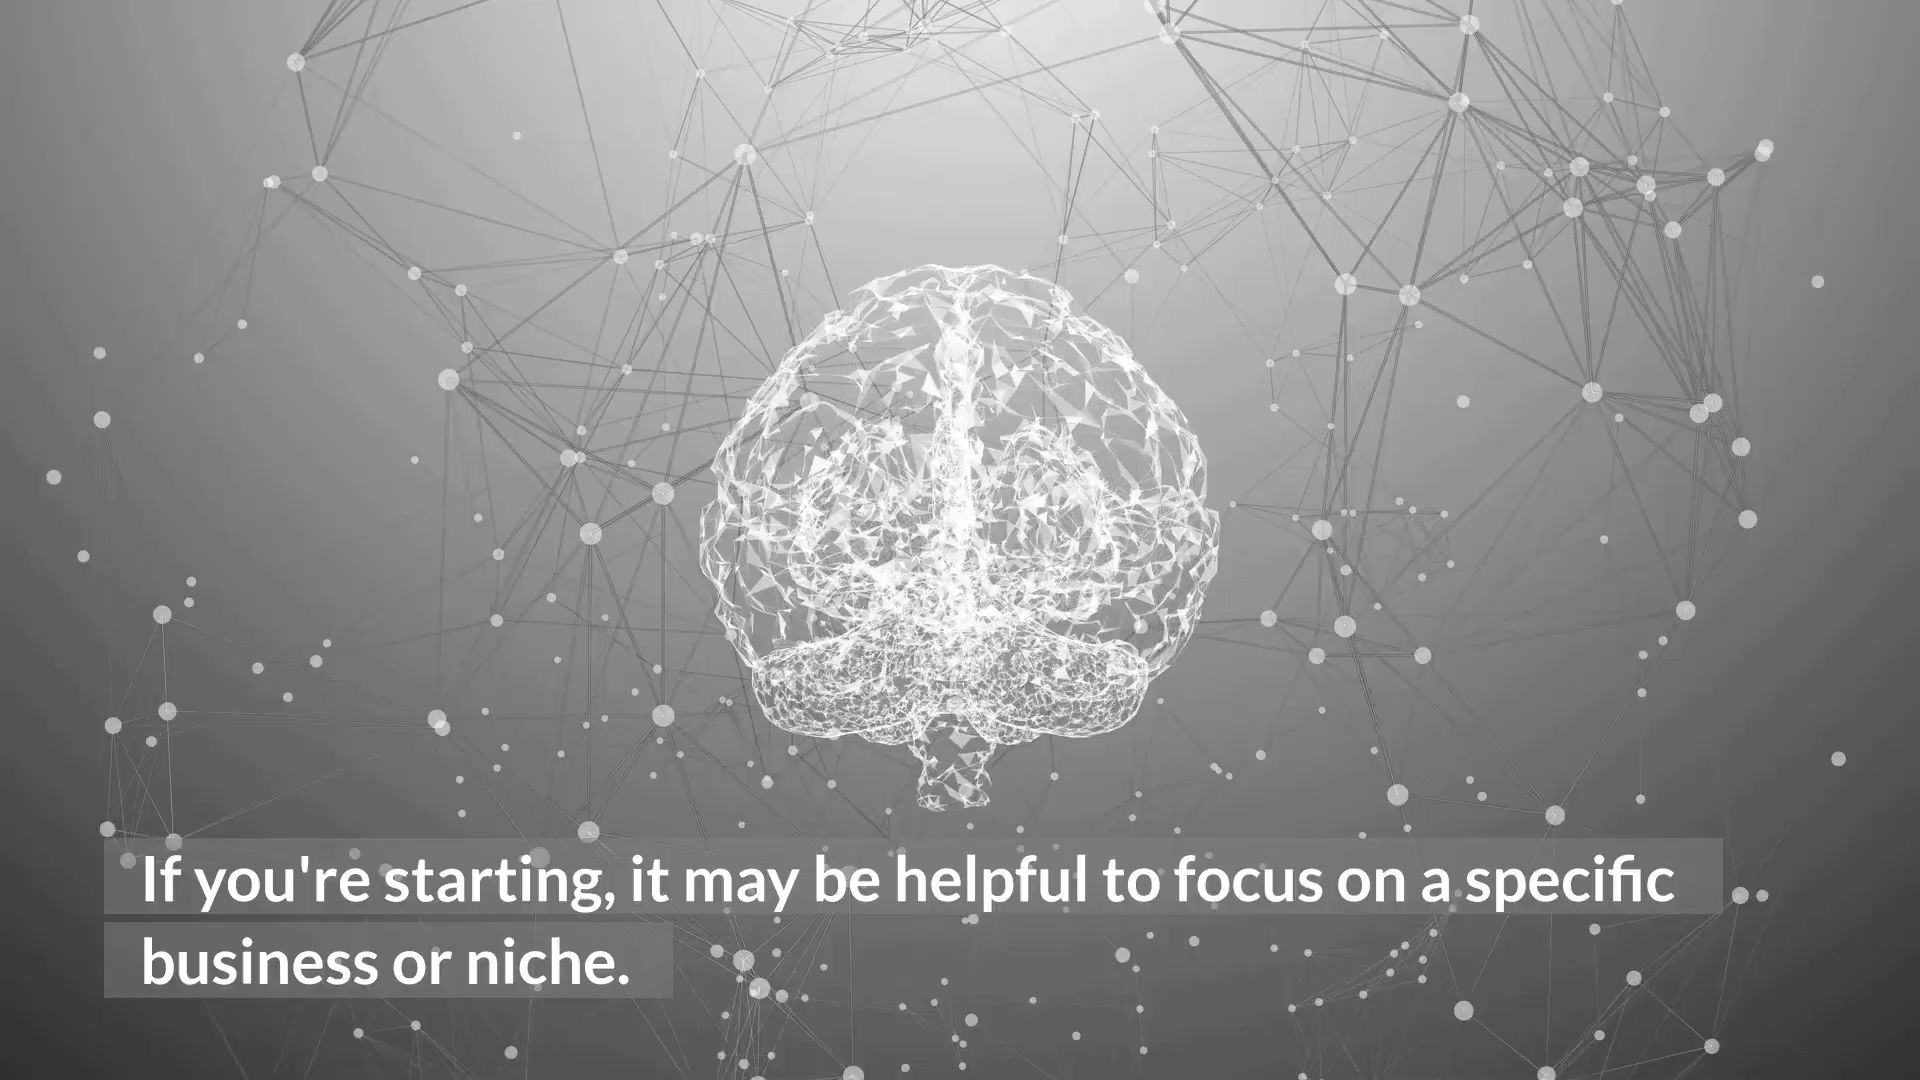 If you're starting, it may be helpful to focus on a specific
business or niche.